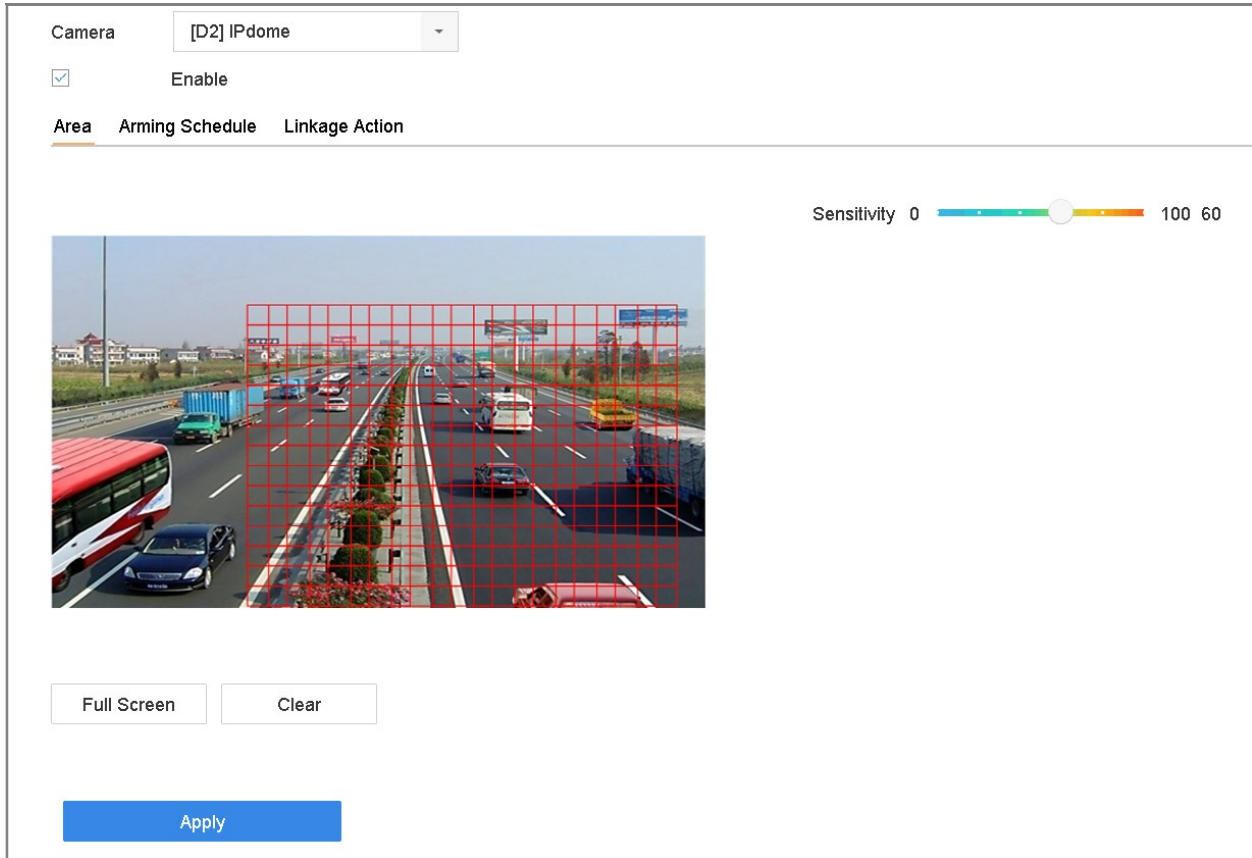 Camera [D2] IPdome
Enable
Area Arming Schedule Linkage Action
Sensitivity 0 100 60
Full Screen Clear
Apply